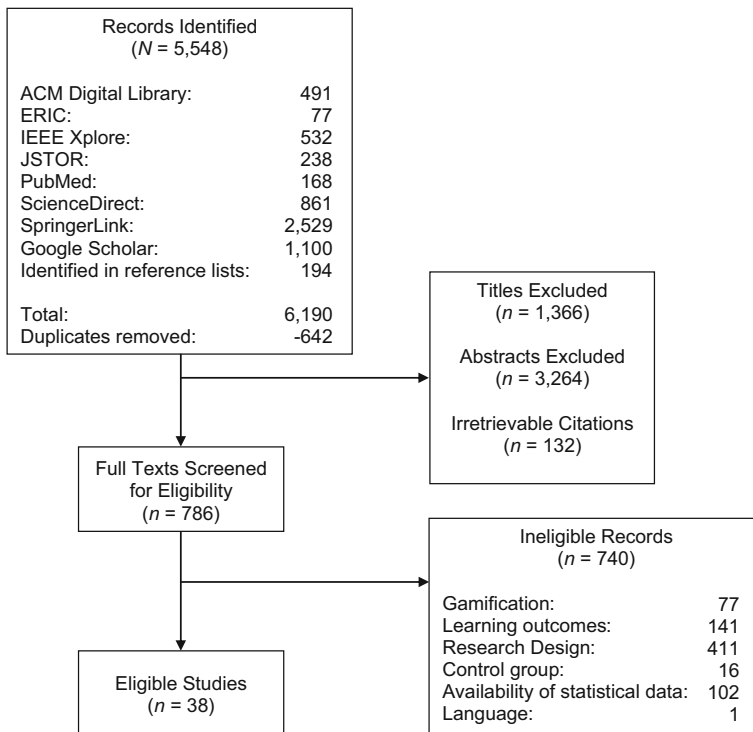 Records Identified
(N = 5,548)
ACM Digital Library: 491
ERIC: 77
IEEE Xplore: 532
JSTOR: 238
PubMed: 168
ScienceDirect: 861
SpringerLink: 2,529
Google Scholar: 1,100
Identified in reference lists: 194
Total: 6,190
Duplicates removed: -642
Titles Excluded
(n = 1,366)
Abstracts Excluded
(n = 3,264)
Irretrievable Citations
(n = 132)
Full Texts Screened
for Eligibility
(n = 786)
Ineligible Records
(n = 740)
Gamification: 77
Learning outcomes: 141
Research Design: 411
Control group: 16
Availability of statistical data: 102
Language: 1
Eligible Studies
(n = 38)